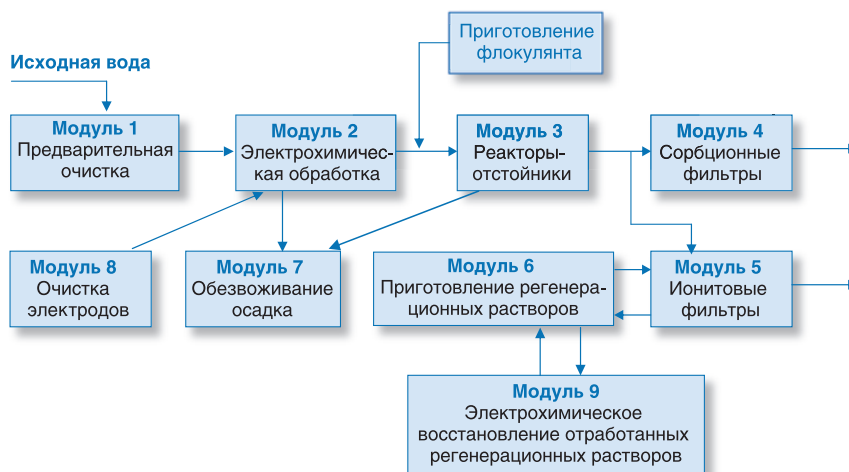 Приготовление
флокулянта
Исходная вода
Модуль 1
Предварительная
очистка
Модуль 2
Электрохимичес-
кая обработка
Модуль 3
Реакторы-
отстойники
Модуль 4
Сорбционные
фильтры
Модуль 8
Очистка
электродов
Модуль 7
Обезвоживание
осадка
Модуль 6
Приготовление регенера-
ционных растворов
Модуль 5
Ионитовые
фильтры
Модуль 9
Электрохимическое
восстановление отработанных
регенерационных растворов